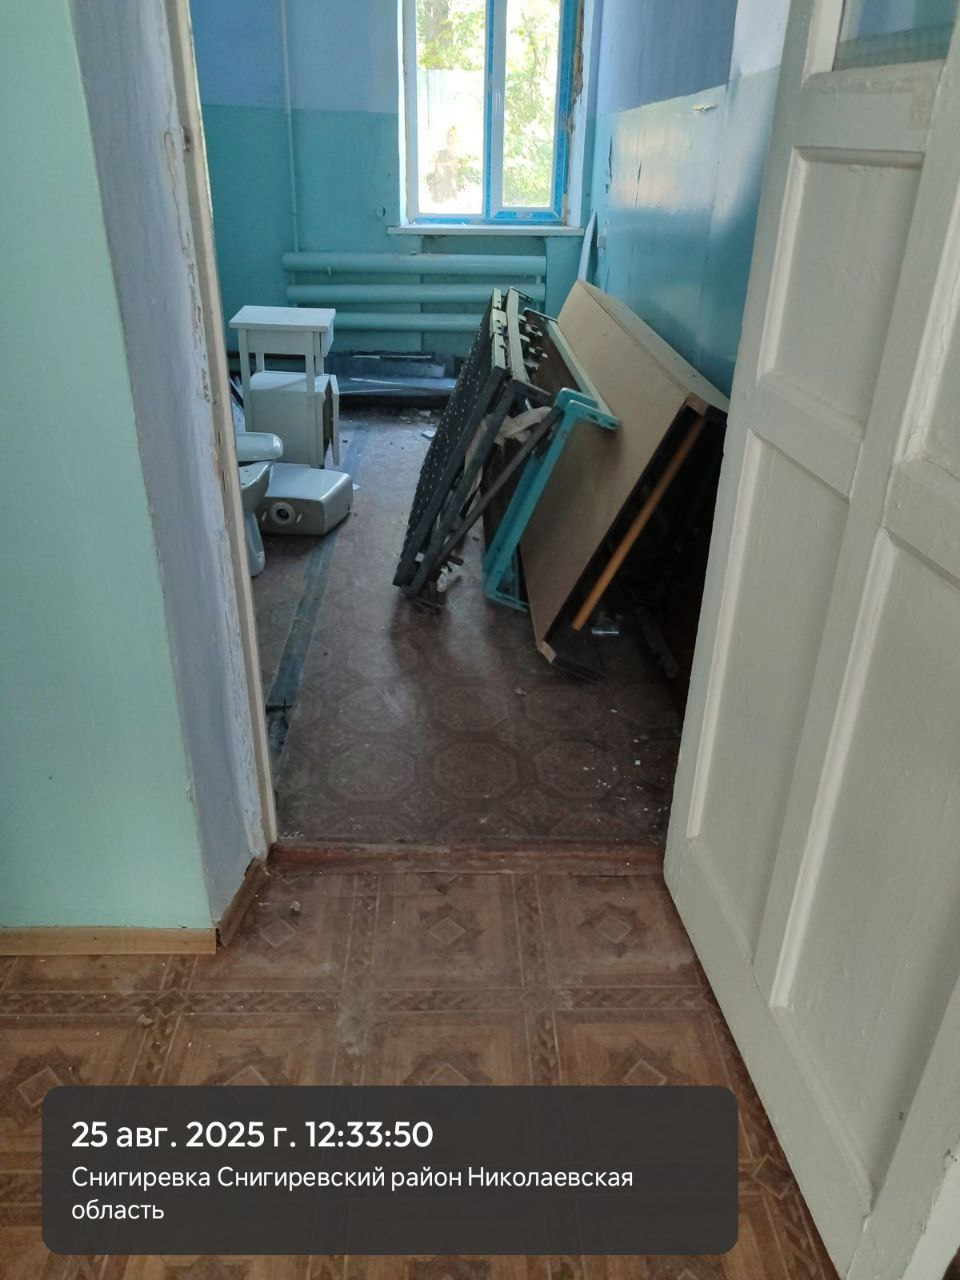 25 авг. 2025 г. 12:33:50
Снигиревка Снигиревский район Николаевская
область